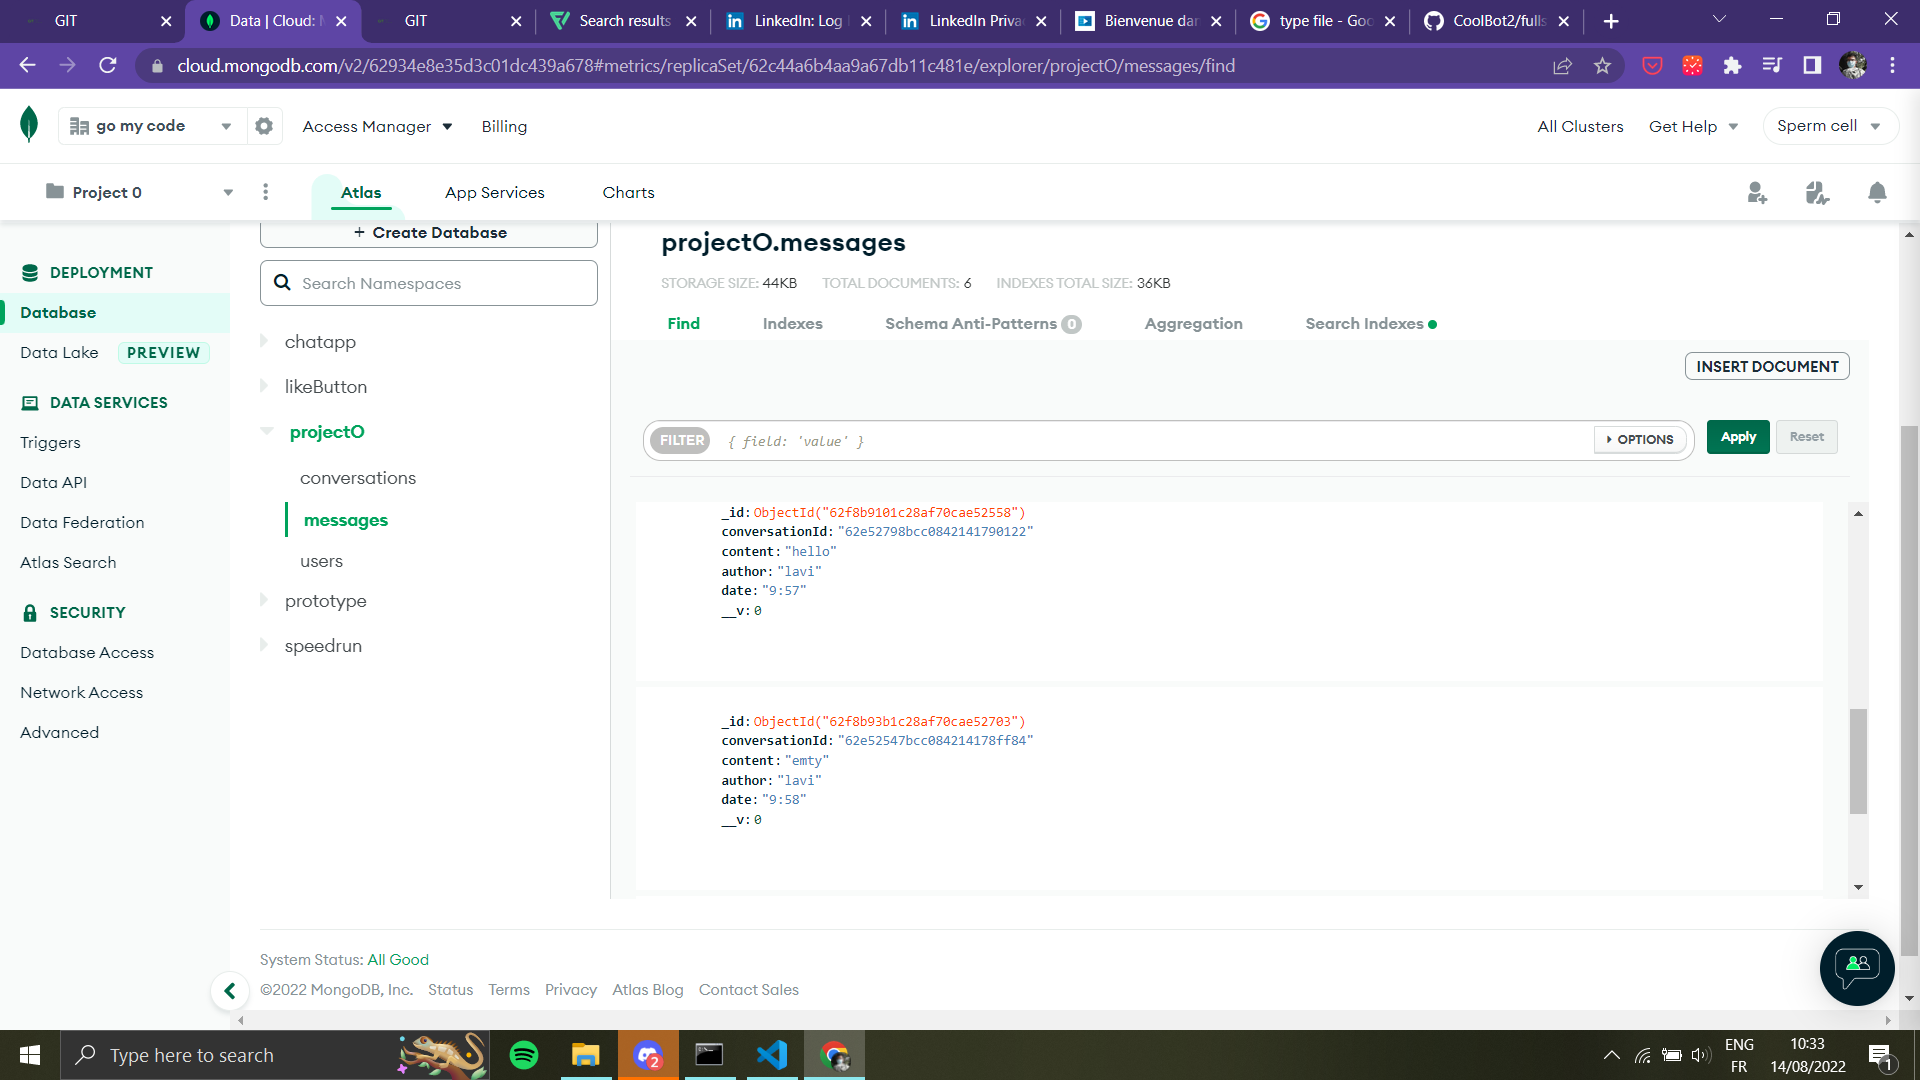 GIT
Data | Cloud: M
GIT
Search results
LinkedIn: Log
LinkedIn Priva
Bienvenue dan
type file - Goo
CoolBot2/fulls
cloud.mongodb.com/v2/62934e8e35d3c01dc439a678#metrics/replicaSet/62c44a6b4aa9a67db11c481e/explorer/projectO/messages/find
go my code
Access Manager
Billing
All Clusters
Get Help
Sperm cell
Project 0
Atlas
App Services
Charts
DEPLOYMENT
Database
Data Lake PREVIEW
DATA SERVICES
Triggers
Data API
Data Federation
Atlas Search
SECURITY
Database Access
Network Access
Advanced
+ Create Database
Search Namespaces
chatapp
likeButton
projectO
conversations
messages
users
prototype
speedrun
projectO.messages
STORAGE SIZE: 44KB TOTAL DOCUMENTS: 6 INDEXES TOTAL SIZE: 36KB
Find Indexes Schema Anti-Patterns 0 Aggregation Search Indexes
INSERT DOCUMENT
FILTER { field: 'value' } OPTIONS Apply Reset
_id: ObjectId("62f8b9101c28af70cae52558")
conversationId: "62e52798bcc0842141790122"
content: "hello"
author: "lavi"
date: "9:57"
__v: 0
_id: ObjectId("62f8b93b1c28af70cae52703")
conversationId: "62e52547bcc084214178ff84"
content: "emty"
author: "lavi"
date: "9:58"
__v: 0
System Status: All Good
©2022 MongoDB, Inc. Status Terms Privacy Atlas Blog Contact Sales
Type here to search
2
ENG
FR
10:33
14/08/2022
1